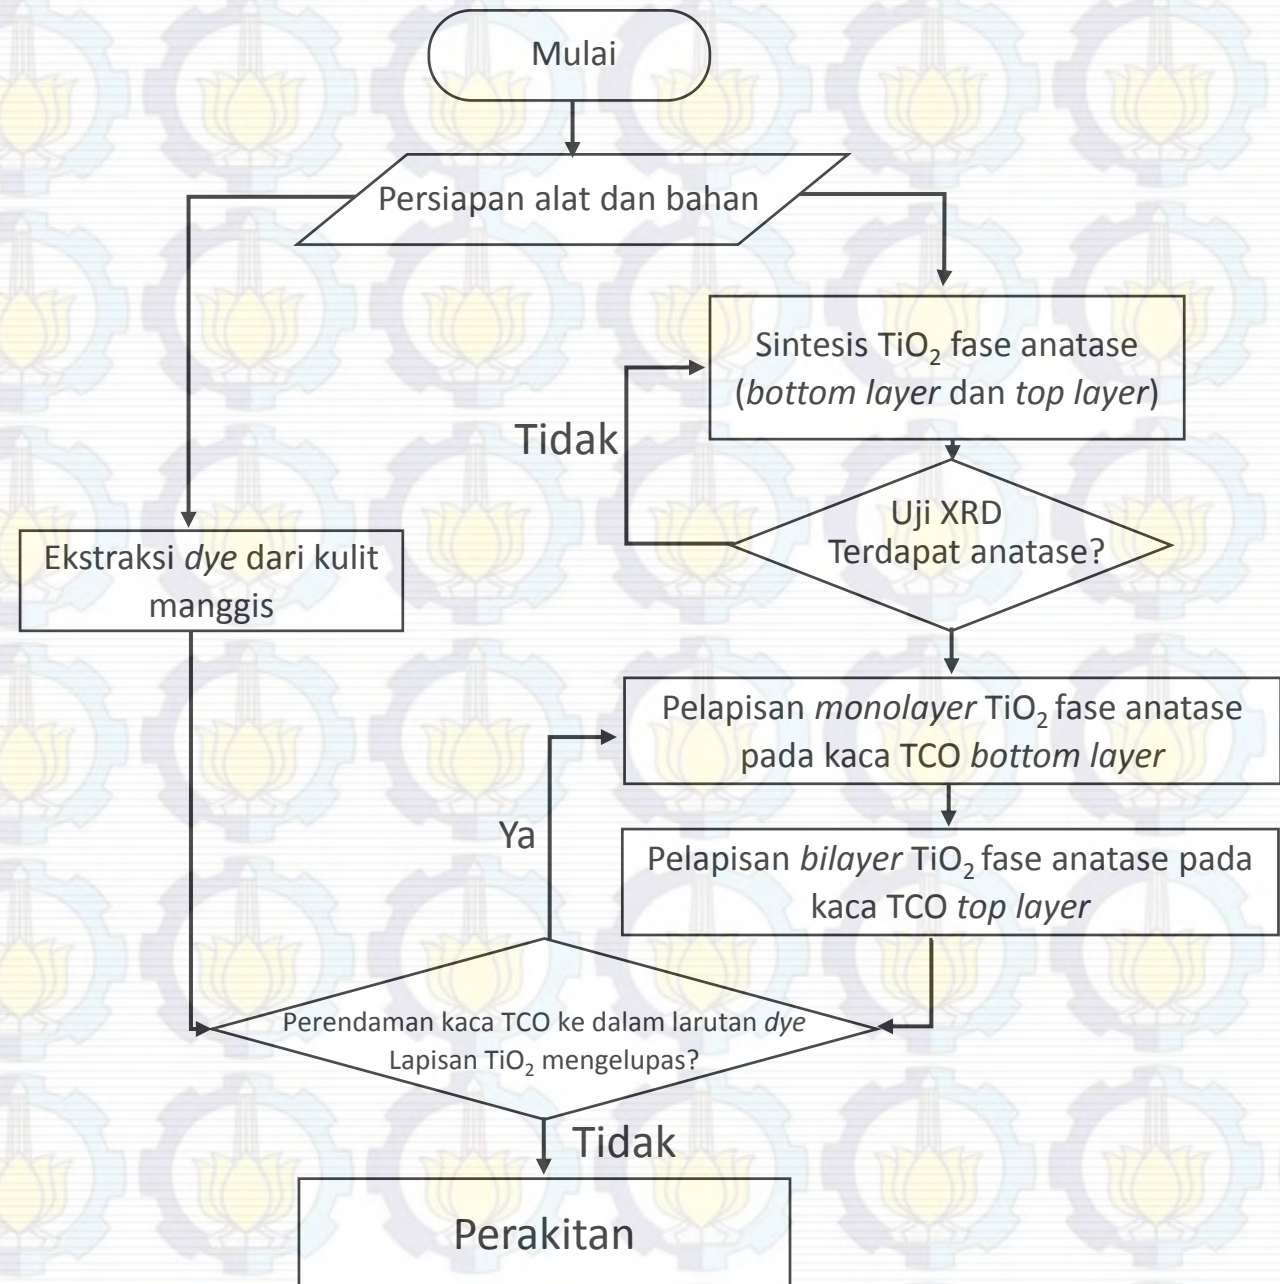 Mulai
Persiapan alat dan bahan
Sintesis TiO₂ fase anatase
(bottom layer dan top layer)
Tidak
Uji XRD
Terdapat anatase?
Ekstraksi dye dari kulit
manggis
Pelapisan monolayer TiO₂ fase anatase
pada kaca TCO bottom layer
Ya
Pelapisan bilayer TiO₂ fase anatase pada
kaca TCO top layer
Perendaman kaca TCO ke dalam larutan dye
Lapisan TiO₂ mengelupas?
Tidak
Perakitan